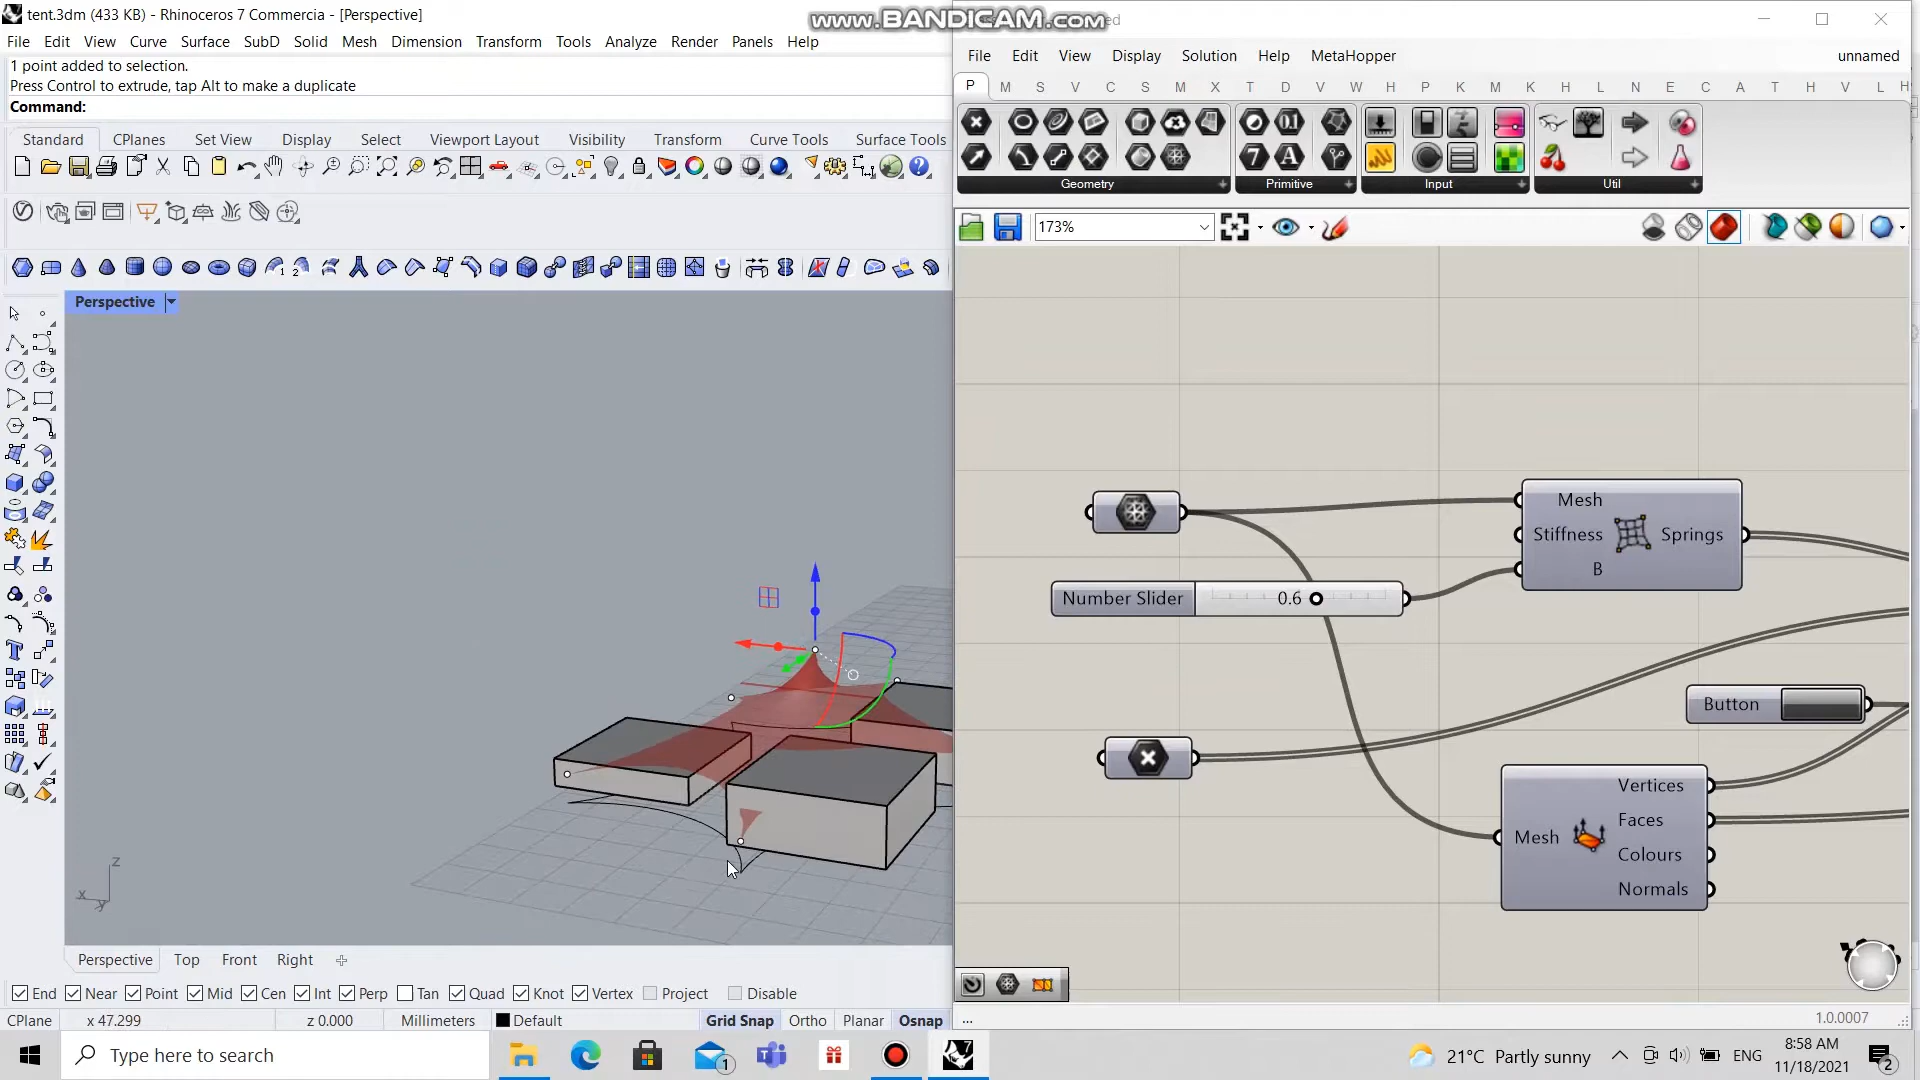 tent.3dm (433 KB) - Rhinoceros 7 Commercia - [Perspective]
www.BANDICAM.com
File Edit View Curve Surface SubD Solid Mesh Dimension Transform Tools Analyze Render Panels Help
1 point added to selection.
Press Control to extrude, tap Alt to make a duplicate
Command:
Standard CPlanes Set View Display Select Viewport Layout Visibility Transform Curve Tools Surface Tools
Perspective
z
x
y
Perspective Top Front Right
End Near Point Mid Cen Int Perp Tan Quad Knot Vertex Project Disable
CPlane x 47.299 z 0.000 Millimeters Default Grid Snap Ortho Planar Osnap
File Edit View Display Solution Help MetaHopper unnamed
P M S V C S M X T D V W H R K M K H L N E C A T H V L H
Geometry Primitive Input Util
173%
Mesh
Stiffness Springs
B
Number Slider 0.6
Button
Vertices
Mesh Faces
Colours
Normals
... 1.0.0007
Type here to search
1
7
21°C Partly sunny ENG
8:58 AM
11/18/2021
2